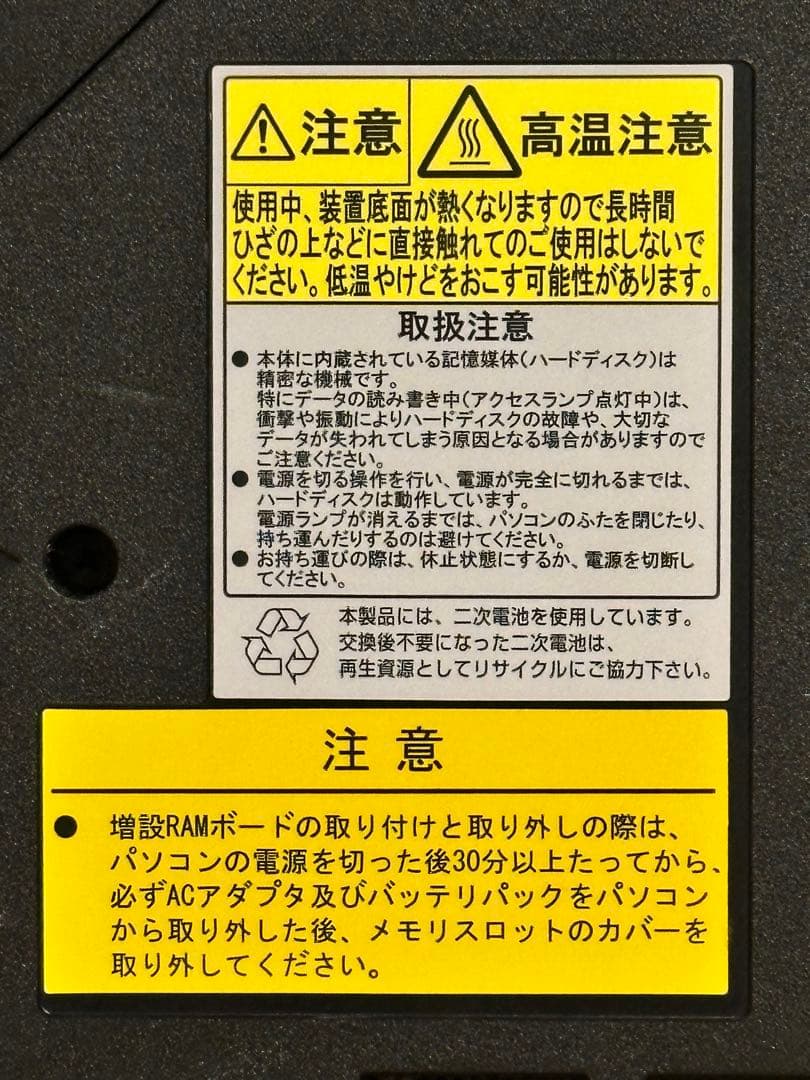 注意
高温注意
使用中、装置底面が熱くなりますので長時間
ひざの上などに直接触れてのご使用はしないで
ください。低温やけどをおこす可能性があります。
取扱注意
● 本体に内蔵されている記憶媒体(ハードディスク)は
精密な機械です。
特にデータの読み書き中(アクセスランプ点灯中)は、
衝撃や振動によりハードディスクの故障や、大切な
データが失われてしまう原因となる場合がありますので
ご注意ください。
● 電源を切る操作を行い、電源が完全に切れるまでは、
ハードディスクは動作しています。
電源ランプが消えるまでは、パソコンのふたを閉じたり、
持ち運んだりするのは避けてください。
● お持ち運びの際は、休止状態にするか、電源を切断し
てください。
本製品には、二次電池を使用しています。
交換後不要になった二次電池は、
再生資源としてリサイクルにご協力下さい。
注意
● 増設RAMボードの取り付けと取り外しの際は、
パソコンの電源を切った後30分以上たってから、
必ずACアダプタ及びバッテリパックをパソコン
から取り外した後、メモリスロットのカバーを
取り外してください。